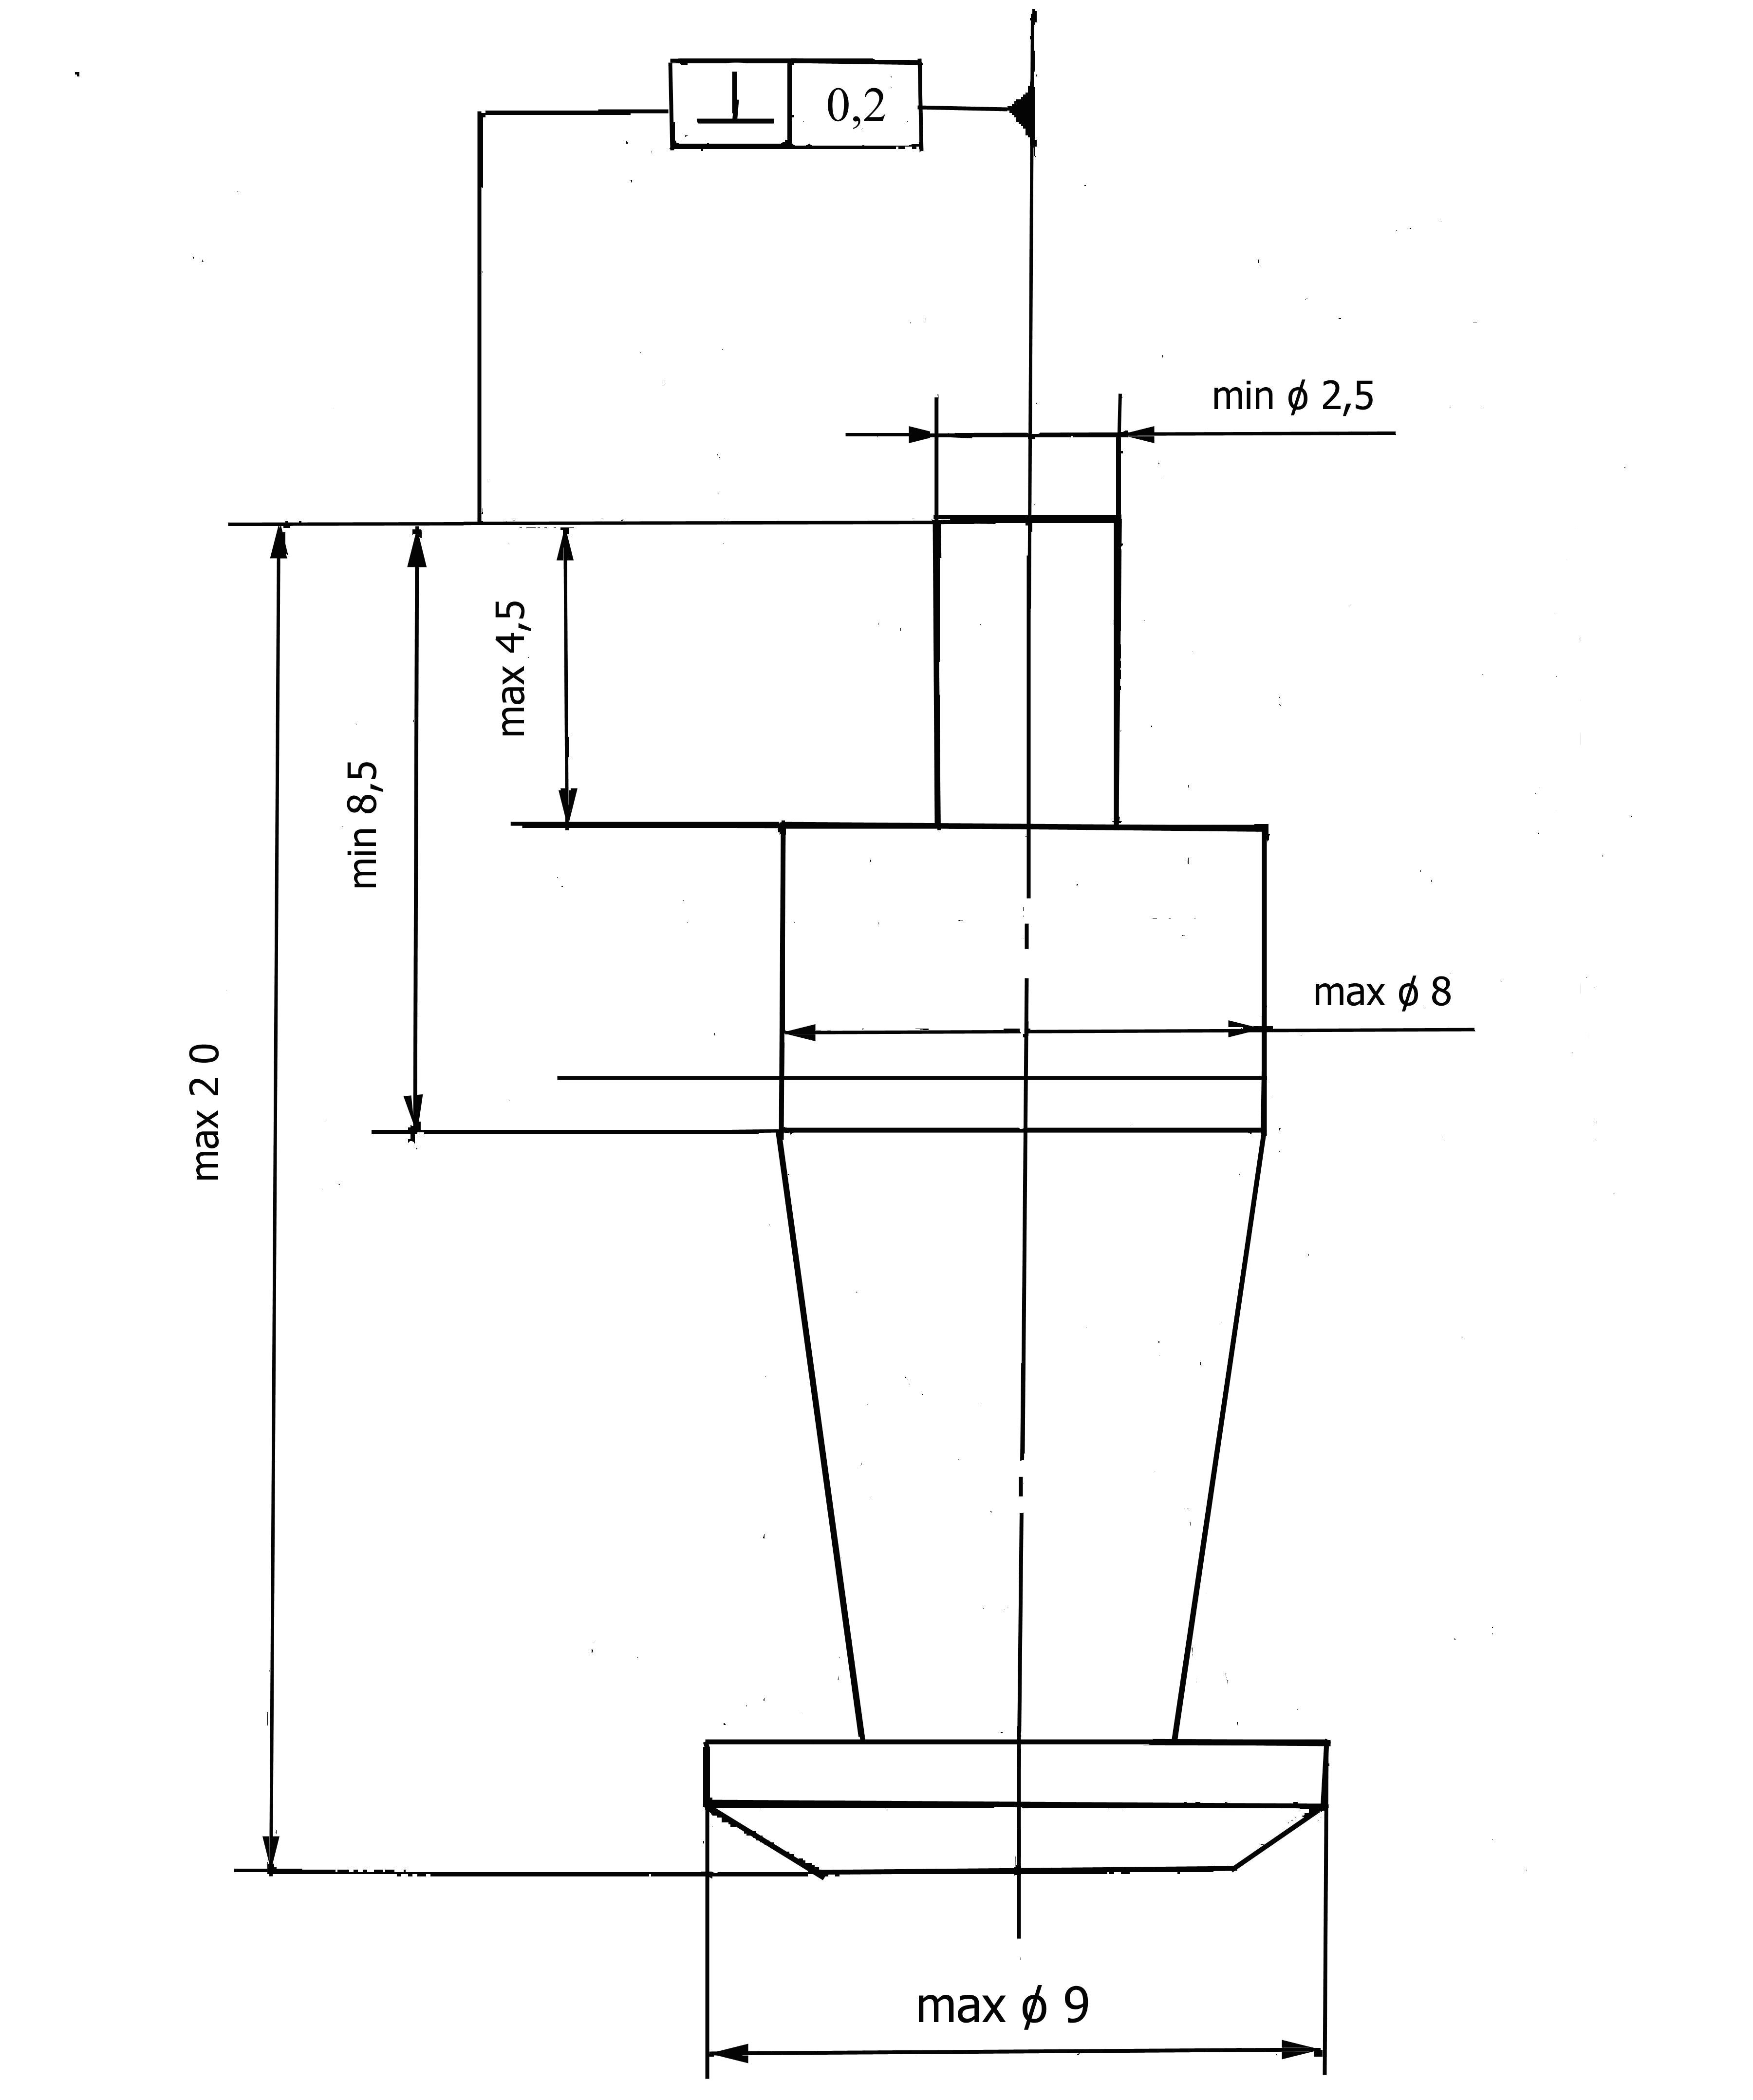 ⊥ 0,2
min ϕ 2,5
max 4,5
min 8,5
max ϕ 8
max 2 0
max ϕ 9